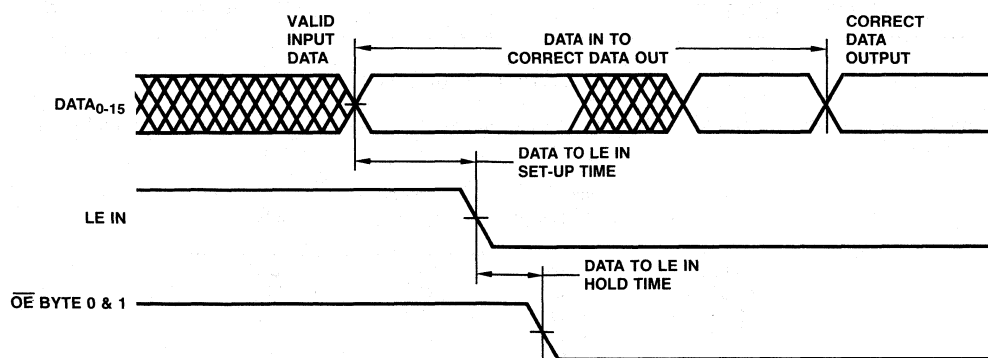 VALID
INPUT
DATA
DATA IN TO
CORRECT DATA OUT
CORRECT
DATA
OUTPUT
DATA0-15
DATA TO LE IN
SET-UP TIME
LE IN
DATA TO LE IN
HOLD TIME
OE BYTE 0 & 1